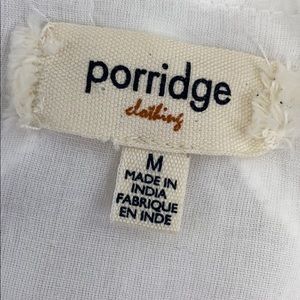 porridge
clothing
M
MADE IN
INDIA
FABRIQUE
EN INDE